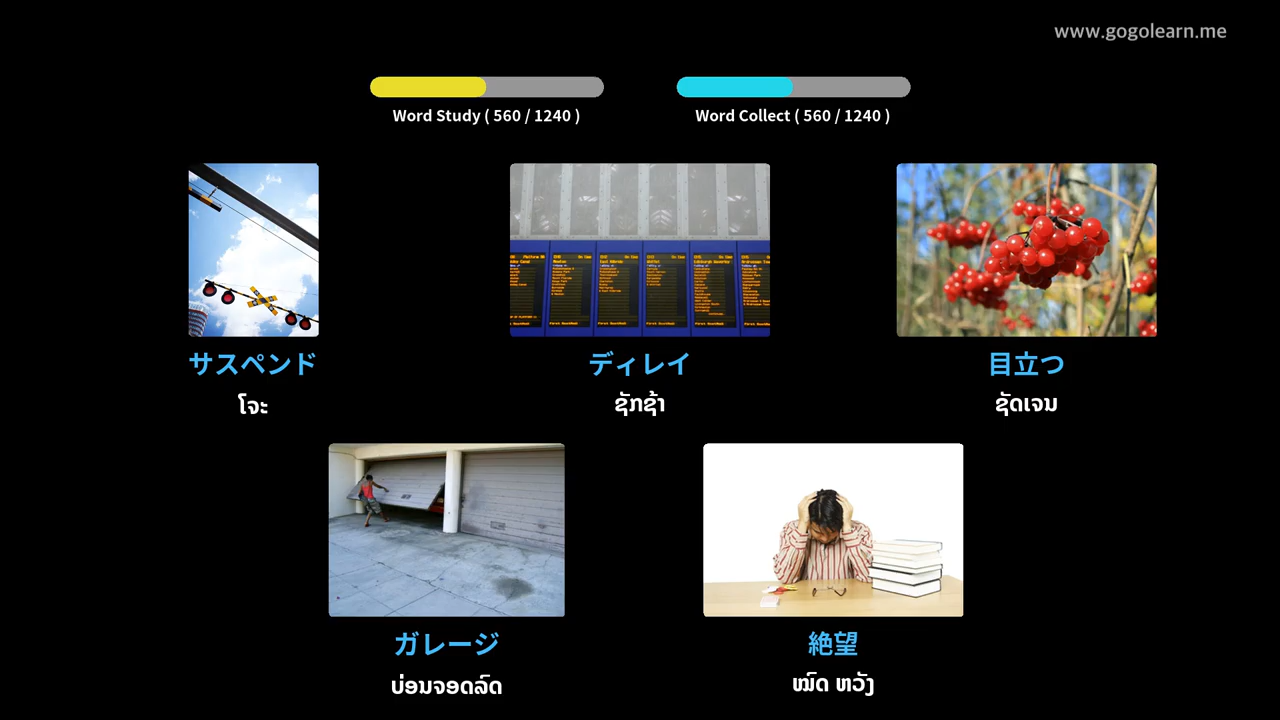 www.gogolearn.me
Word Study ( 560 / 1240 )
Word Collect ( 560 / 1240 )
サスペンド
ディレイ
目立つ
ໂຈະ
ຊັກຊ້າ
ຊັດເຈນ
ガレージ
絶望
ບ່ອນຈອດລົດ
ໝົດ ຫວັງ